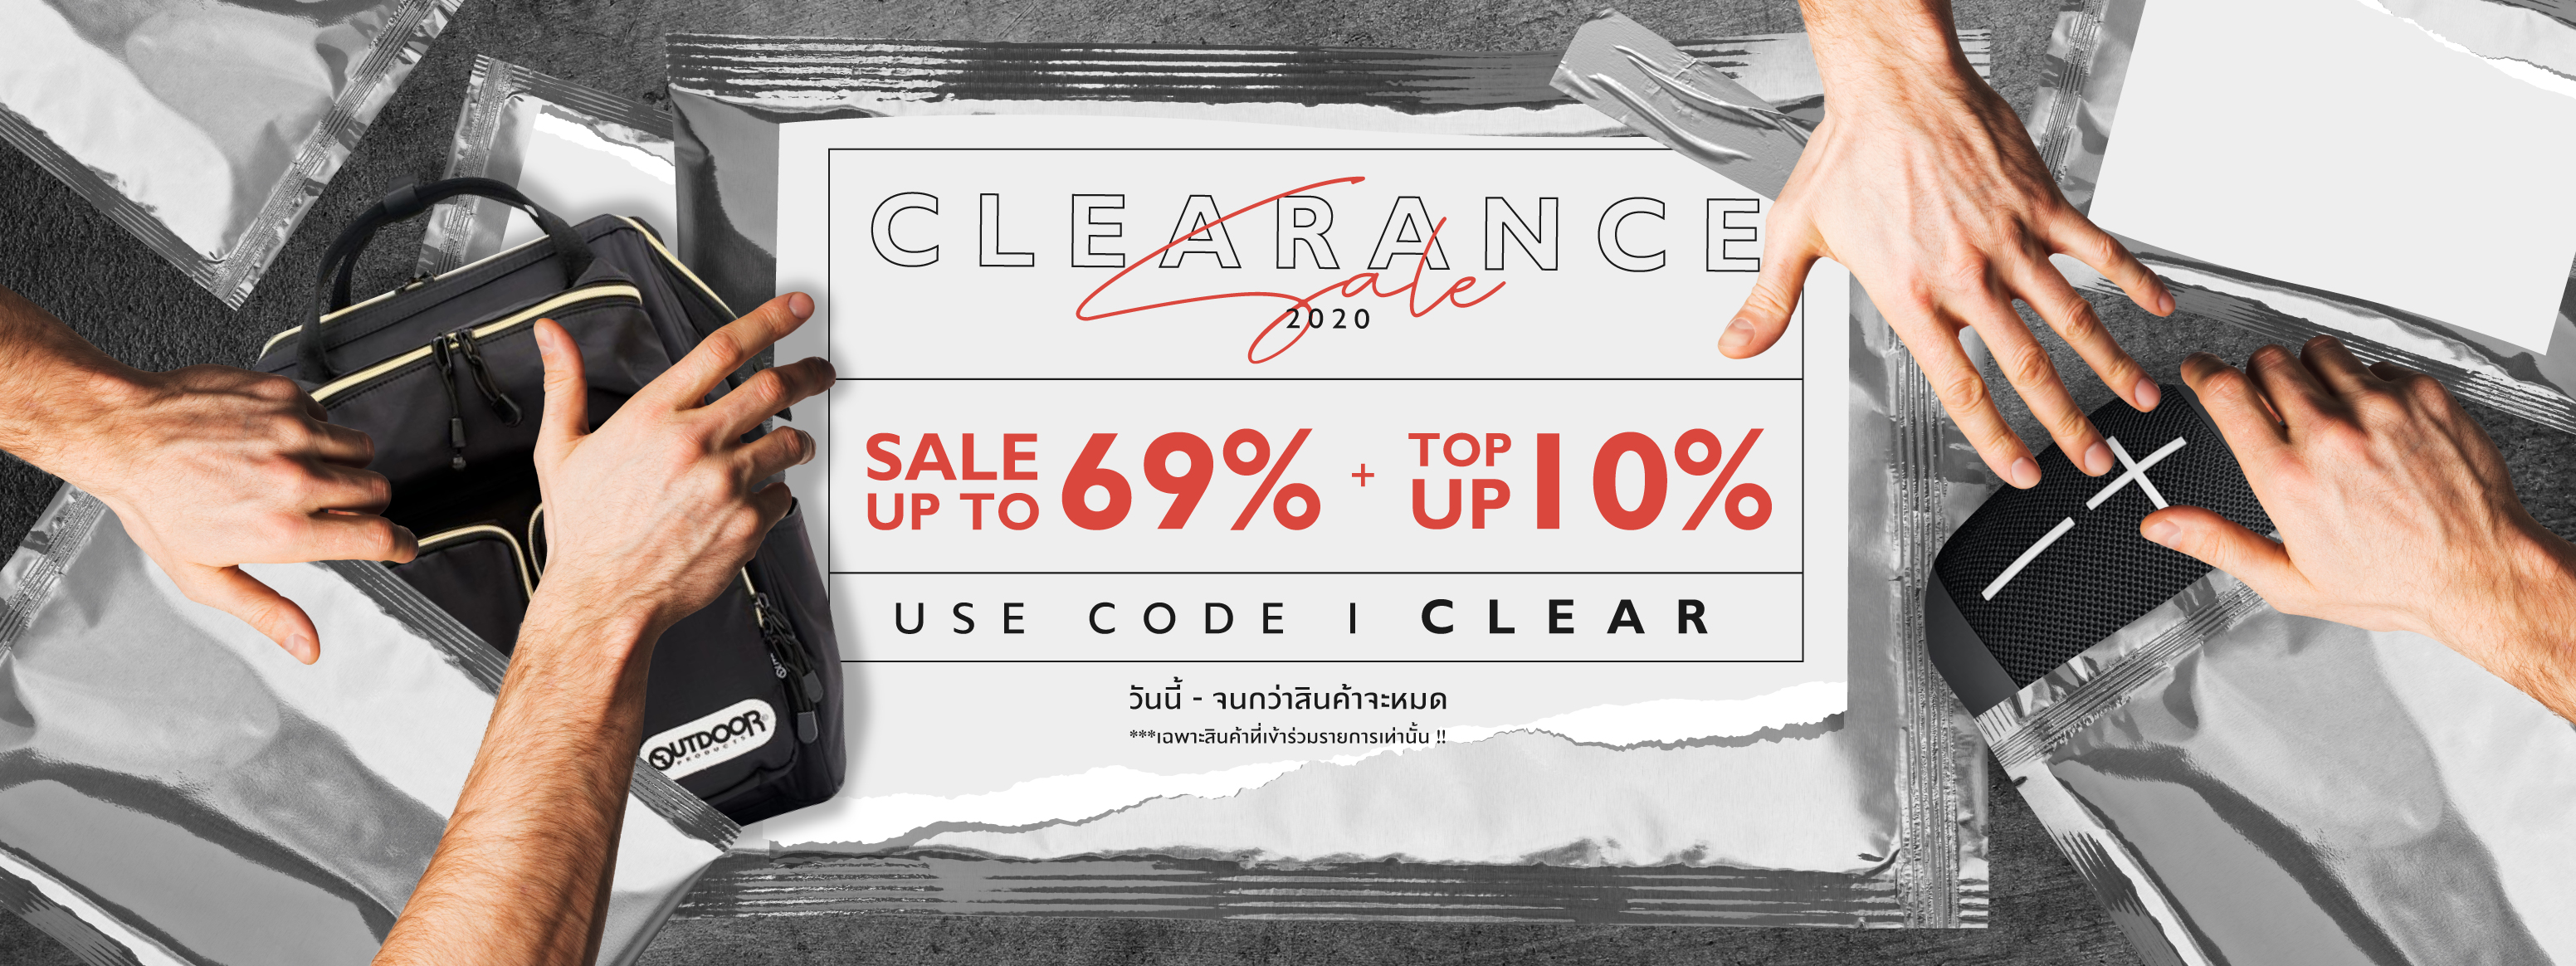 CLEARANCE
Sale
2020
SALE UP TO 69% + TOP UP 10%
USE CODE | CLEAR
วันนี้ - จนกว่าสินค้าจะหมด
***เฉพาะสินค้าที่เข้าร่วมรายการเท่านั้น !!
OUTDOOR
PRODUCTS